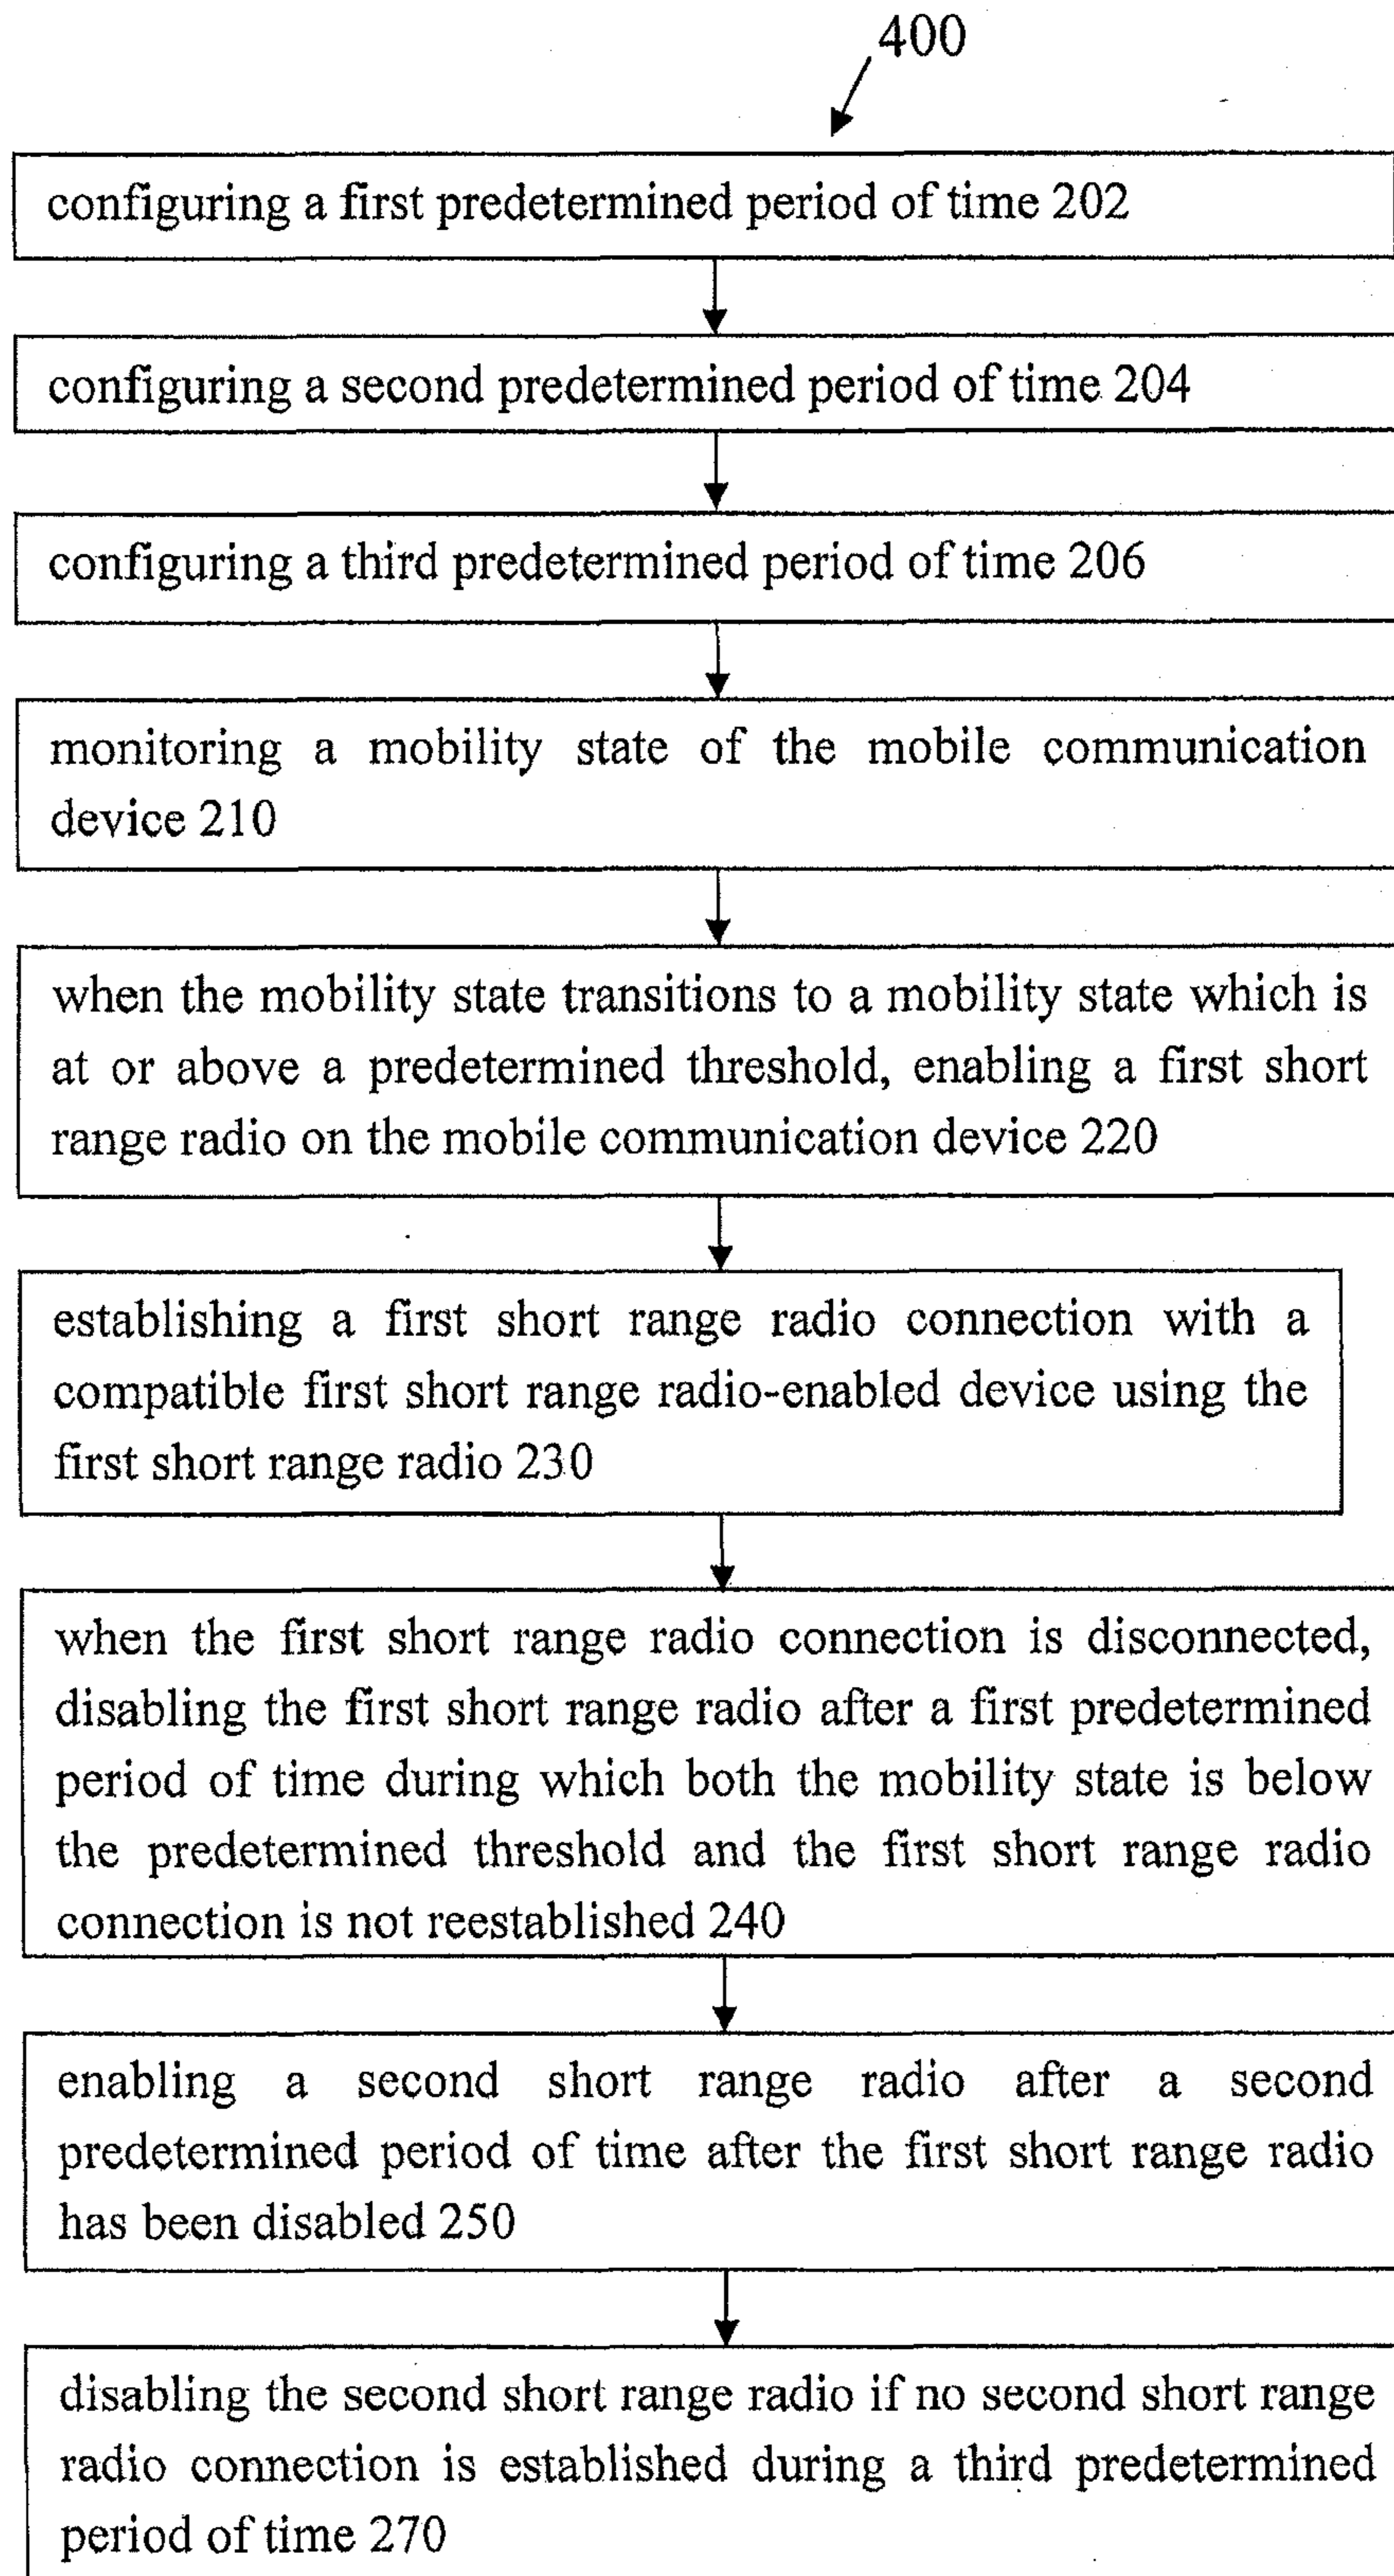 400
configuring a first predetermined period of time 202
configuring a second predetermined period of time 204
configuring a third predetermined period of time 206
monitoring a mobility state of the mobile communication
device 210
when the mobility state transitions to a mobility state which is
at or above a predetermined threshold, enabling a first short
range radio on the mobile communication device 220
establishing a first short range radio connection with a
compatible first short range radio-enabled device using the
first short range radio 230
when the first short range radio connection is disconnected,
disabling the first short range radio after a first predetermined
period of time during which both the mobility state is below
the predetermined threshold and the first short range radio
connection is not reestablished 240
enabling a second short range radio after a second
predetermined period of time after the first short range radio
has been disabled 250
disabling the second short range radio if no second short range
radio connection is established during a third predetermined
period of time 270